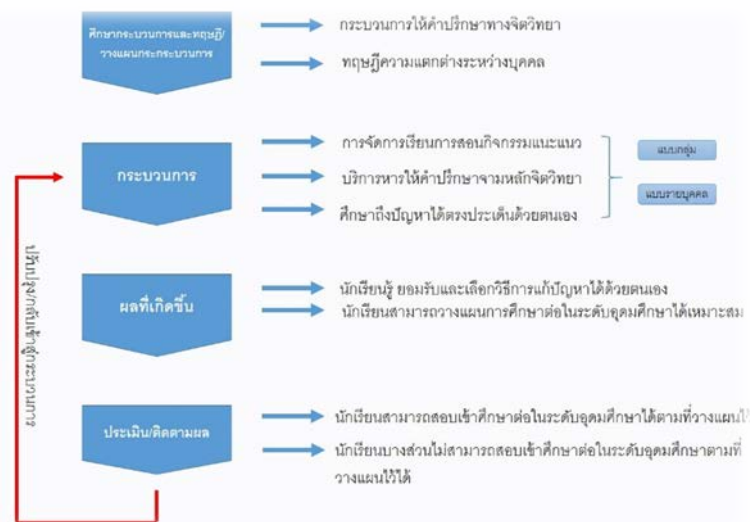 ศึกษากระบวนการและทฤษฎี/
วางแผนกระกระบวนการ
กระบวนการให้คำปรึกษาทางจิตวิทยา
ทฤษฎีความแตกต่างระหว่างบุคคล
กระบวนการ
การจัดการเรียนการสอนกิจกรรมแนะแนว
บริการหารให้คำปรึกษาจามหลักจิตวิทยา
ศึกษาถึงปัญหาได้ตรงประเด็นด้วยตนเอง
แบบกลุ่ม
แบบรายบุคคล
ปรับปรุง/กลับเข้าสู่กระบวนการ
ผลที่เกิดขึ้น
นักเรียนรู้ ยอมรับและเลือกวิธีการแก้ปัญหาได้ด้วยตนเอง
นักเรียนสามารถวางแผนการศึกษาต่อในระดับอุดมศึกษาได้เหมาะสม
ประเมิน/ติดตามผล
นักเรียนสามารถสอบเข้าศึกษาต่อในระดับอุดมศึกษาได้ตามที่วางแผนไว้
นักเรียนบางส่วนไม่สามารถสอบเข้าศึกษาต่อในระดับอุดมศึกษาตามที่
วางแผนไว้ได้